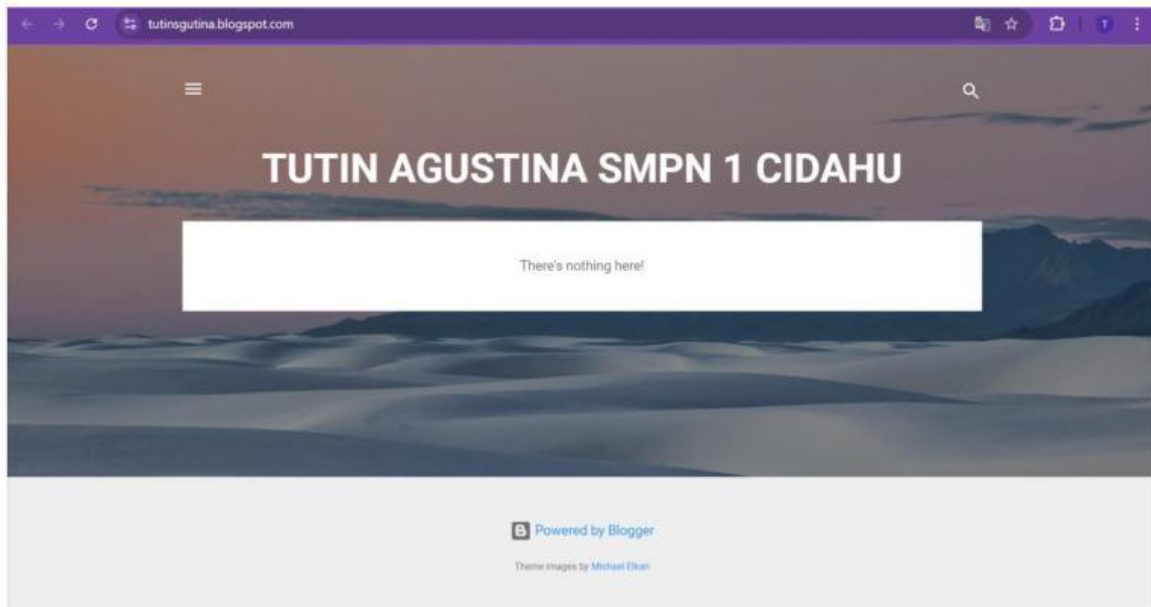 tutinsgutina.blogspot.com
T
TUTIN AGUSTINA SMPN 1 CIDAHU
There's nothing here!
B Powered by Blogger
Theme images by Michael Elkan